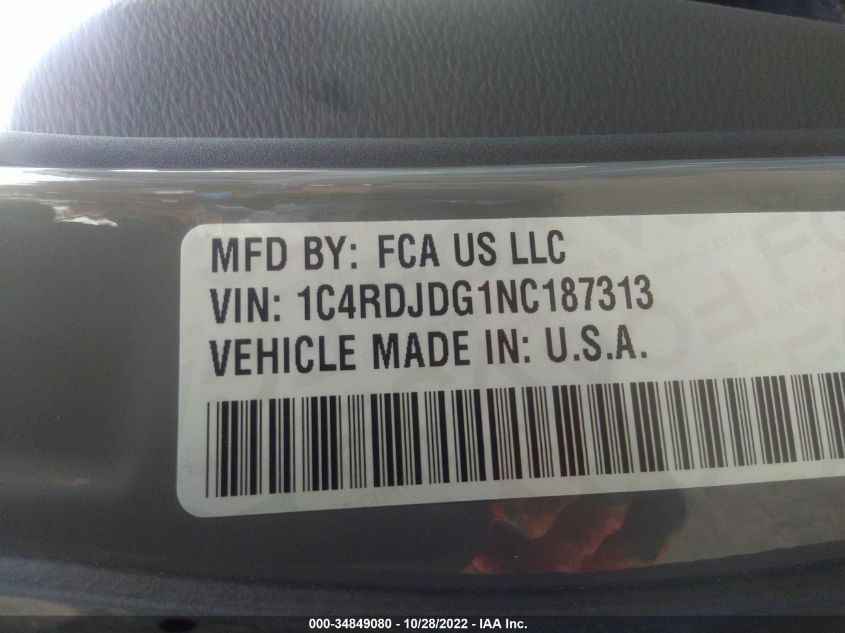 MFD BY: FCA US LLC
VIN: 1C4RDJDG1NC187313
VEHICLE MADE IN: U.S.A.
000-34849080 - 10/28/2022 - IAA Inc.